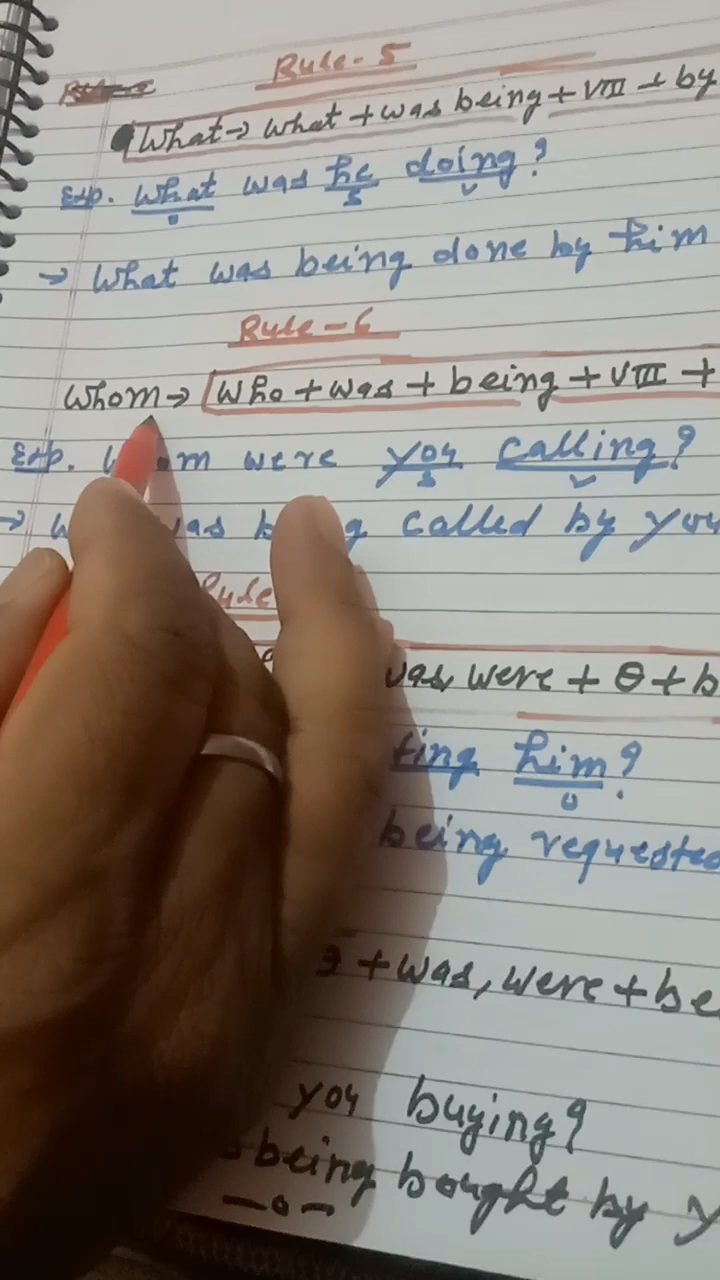 Rule-5
What → What + was being + VIII + by
Exp. What was he doing?
O S V
→ What was being done by him
Rule-6
Whom → Who + was + being + VIII +
Exp. were you calling?
S V
→ called by you
Rule
was, were + O + b
ting him?
O
being requested
+ was, were + be
you buying?
being bought by y
—o—